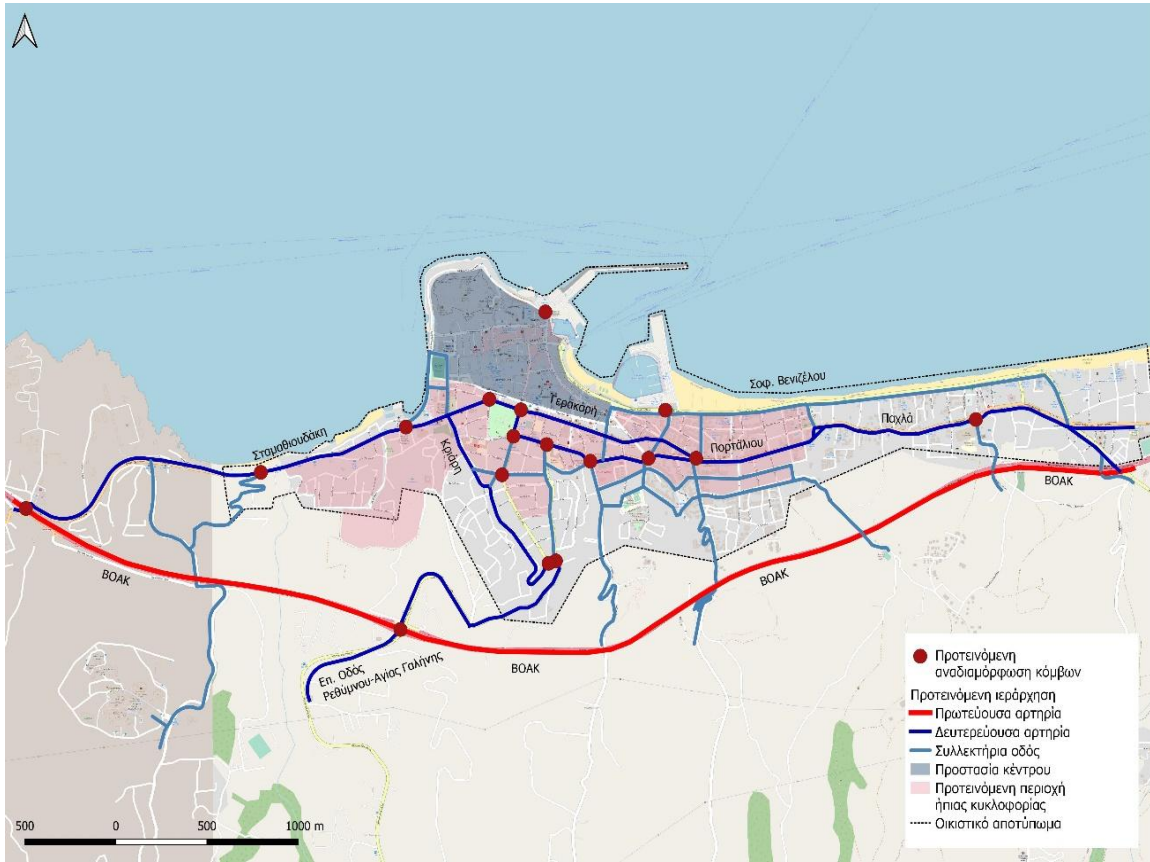 Σοφ. Βενιζέλου
Γερακάρη
Παχλά
Σταμαθιουδάκη
Κριάρη
Πορτάλιου
ΒΟΑΚ
ΒΟΑΚ
ΒΟΑΚ
ΒΟΑΚ
Επ. Οδός
Ρεθύμνου-Αγίας Γαλήνης
Προτεινόμενη
αναδιαμόρφωση κόμβων
Προτεινόμενη ιεράρχηση
Πρωτεύουσα αρτηρία
Δευτερεύουσα αρτηρία
Συλλεκτήρια οδός
Προστασία κέντρου
Προτεινόμενη περιοχή
ήπιας κυκλοφορίας
Οικιστικό αποτύπωμα
500 0 500 1000 m